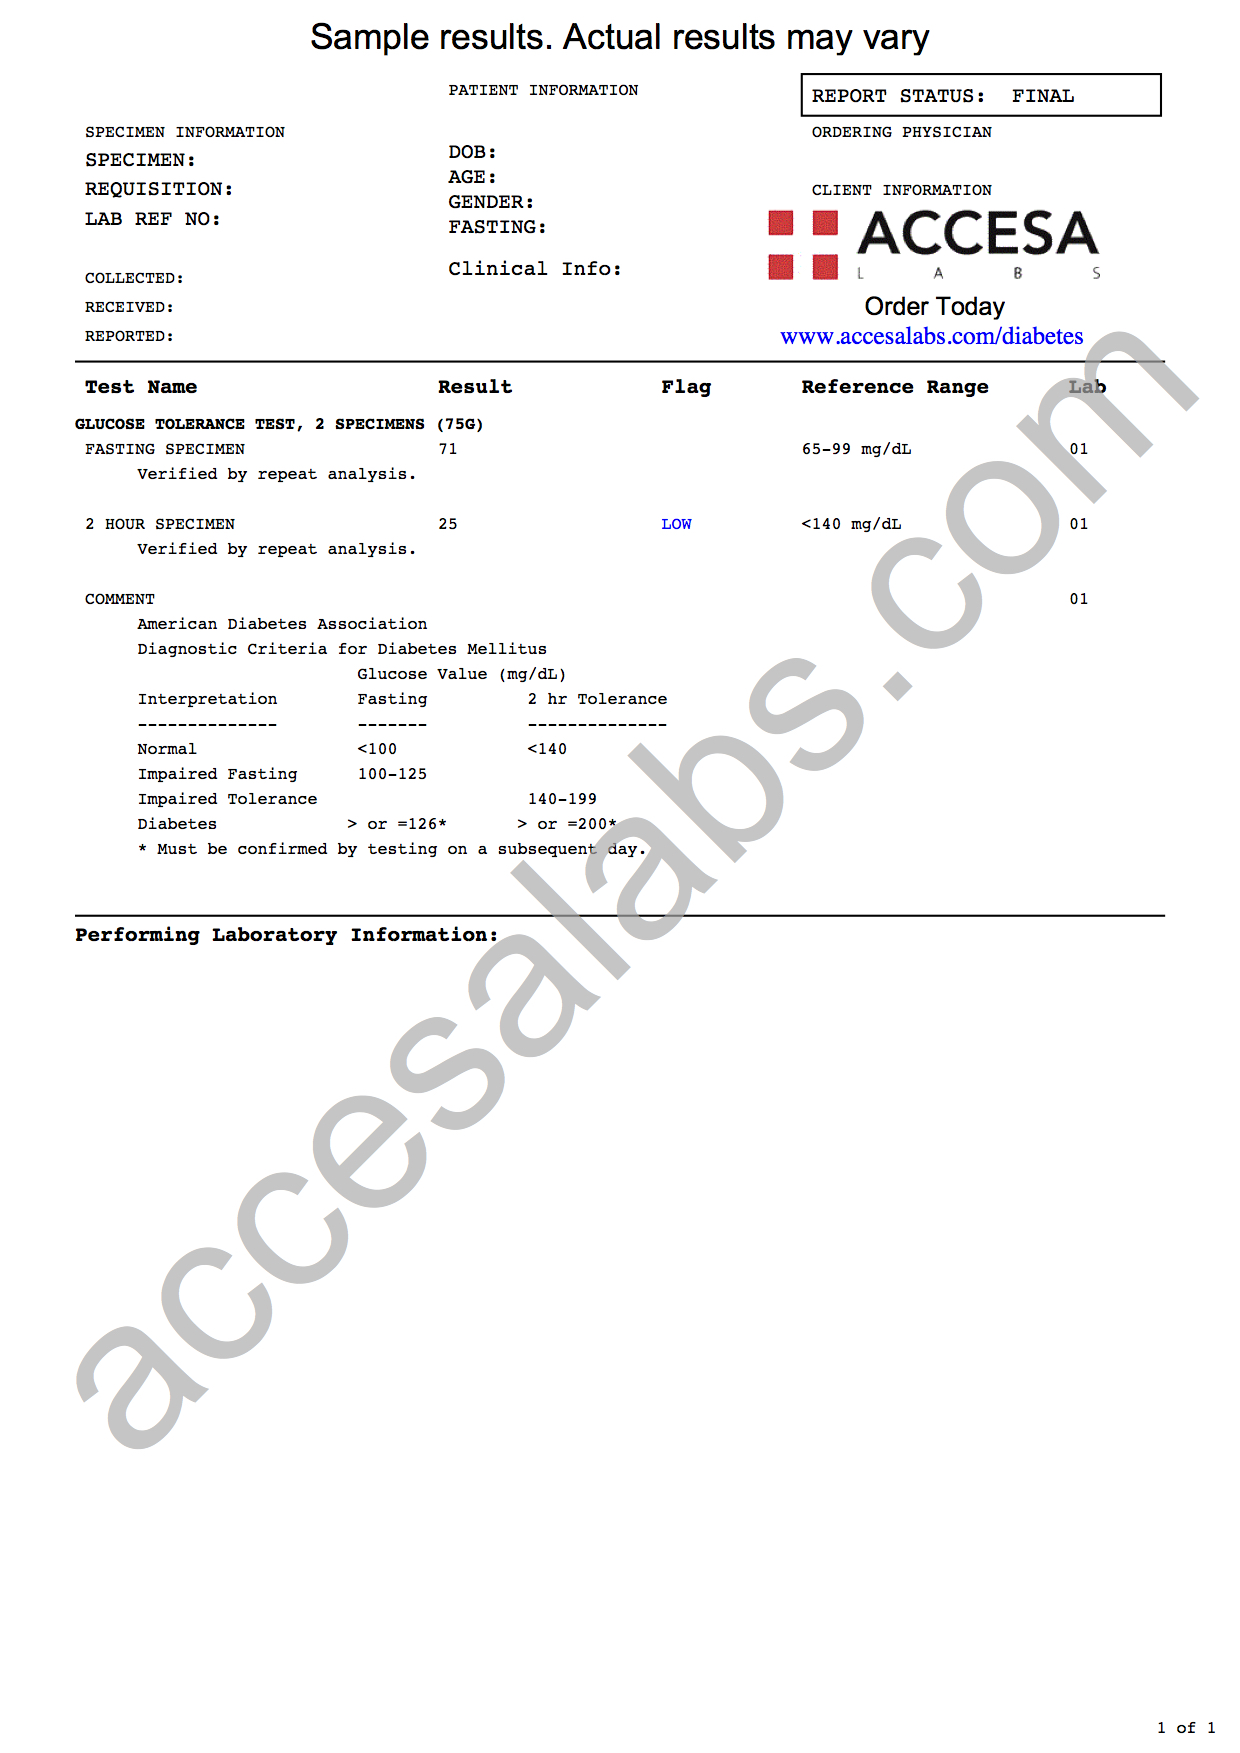 Sample results. Actual results may vary
PATIENT INFORMATION
REPORT STATUS: FINAL
SPECIMEN INFORMATION
ORDERING PHYSICIAN
SPECIMEN:
DOB:
AGE:
REQUISITION:
CLIENT INFORMATION
GENDER:
LAB REF NO:
FASTING:
ACCESA
LABS
Clinical Info:
COLLECTED:
RECEIVED:
Order Today
REPORTED:
www.accesalabs.com/diabetes
Test Name Result Flag Reference Range Lab
GLUCOSE TOLERANCE TEST, 2 SPECIMENS (75G)
FASTING SPECIMEN 71 65-99 mg/dL 01
Verified by repeat analysis.
2 HOUR SPECIMEN 25 LOW <140 mg/dL 01
Verified by repeat analysis.
COMMENT 01
American Diabetes Association
Diagnostic Criteria for Diabetes Mellitus
Glucose Value (mg/dL)
Interpretation Fasting 2 hr Tolerance
-------------- ------- --------------
Normal <100 <140
Impaired Fasting 100-125
Impaired Tolerance 140-199
Diabetes > or =126* > or =200*
* Must be confirmed by testing on a subsequent day.
Performing Laboratory Information:
accesalabs.com
1 of 1